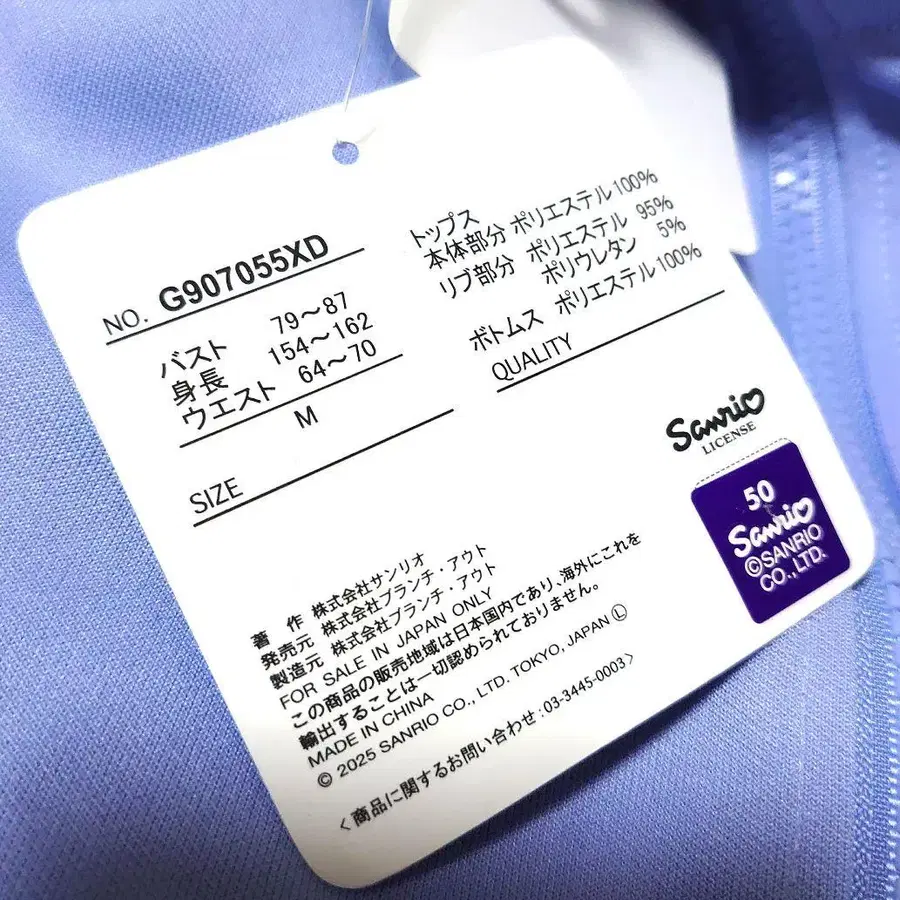 NO. G907055XD
バスト 79〜87
身長 154〜162
ウエスト 64〜70
M
SIZE
トップス
本体部分 ポリエステル100%
リブ部分 ポリエステル 95%
ポリウレタン 5%
ボトムス ポリエステル100%
QUALITY
Sanrio
LICENSE
50
Sanrio
©SANRIO
CO.,LTD.
著 作 株式会社サンリオ
発売元 株式会社ブランチ・アウト
製造元 株式会社ブランチ・アウト
FOR SALE IN JAPAN ONLY
この商品の販売地域は日本国内であり、海外にこれを
輸出することは一切認められておりません。
MADE IN CHINA
© 2025 SANRIO CO., LTD. TOKYO, JAPAN Ⓛ
〈商品に関するお問い合わせ:03-3445-0003〉